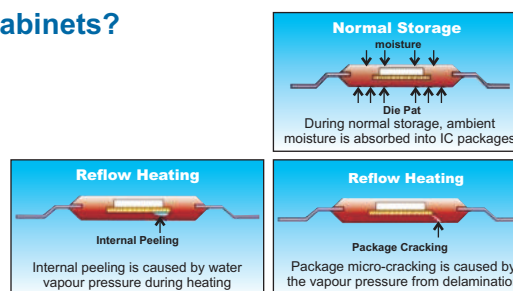 abinets?
Normal Storage
moisture
Die Pat
During normal storage, ambient
moisture is absorbed into IC packages
Reflow Heating
Internal Peeling
Internal peeling is caused by water
vapour pressure during heating
Reflow Heating
Package Cracking
Package micro-cracking is caused by
the vapour pressure from delamination